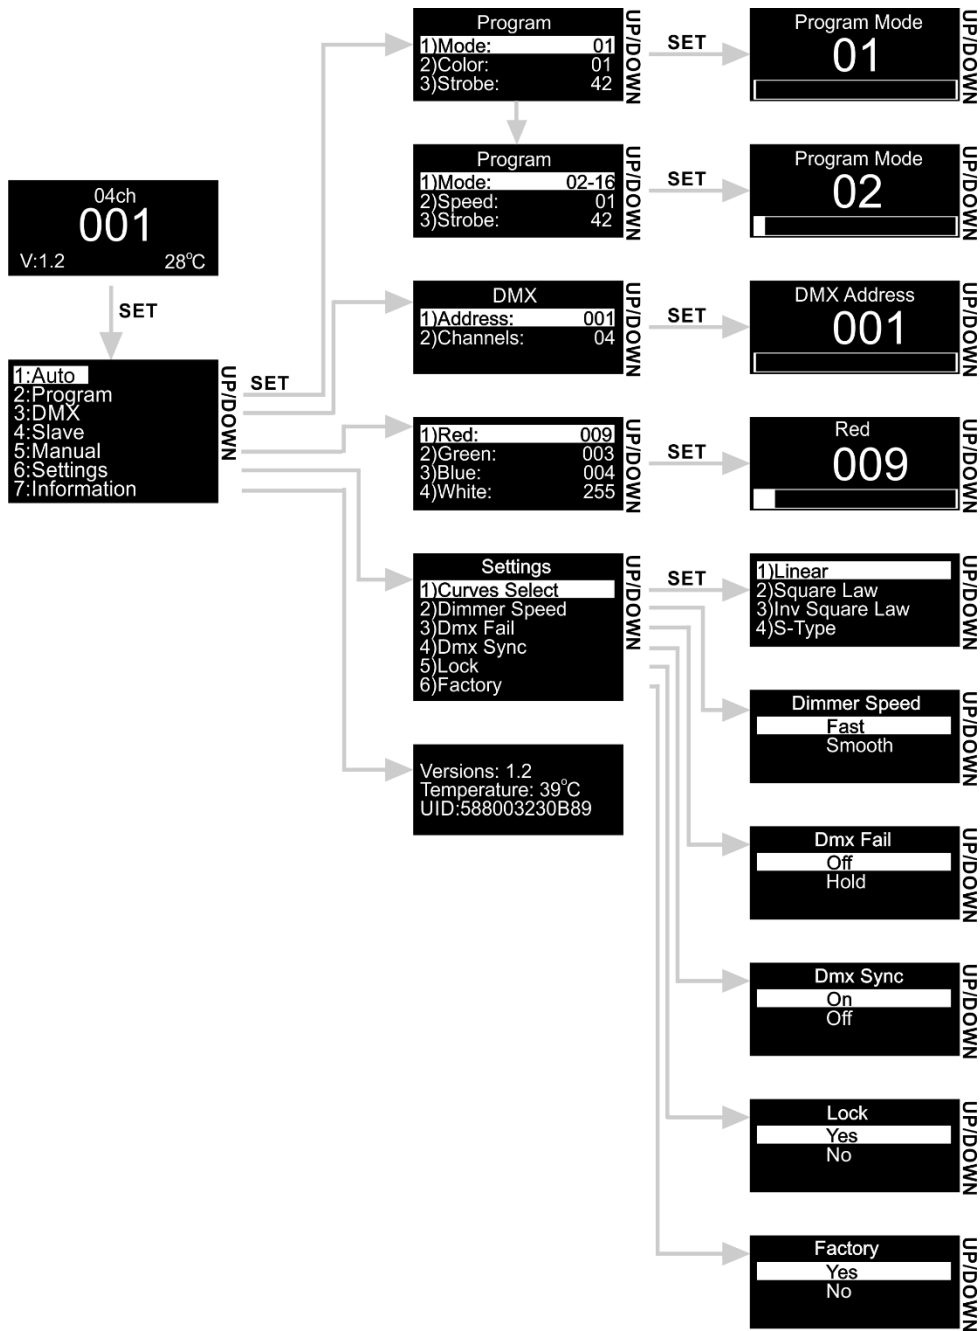 04ch
001
V:1.2 28°C
SET
1:Auto
2:Program
3:DMX
4:Slave
5:Manual
6:Settings
7:Information
UP/DOWN
SET
Program
1)Mode: 01
2)Color: 01
3)Strobe: 42
UP/DOWN
SET
Program Mode
01
UP/DOWN
Program
1)Mode: 02-16
2)Speed: 01
3)Strobe: 42
UP/DOWN
SET
Program Mode
02
UP/DOWN
DMX
1)Address: 001
2)Channels: 04
UP/DOWN
SET
DMX Address
001
UP/DOWN
1)Red: 009
2)Green: 003
3)Blue: 004
4)White: 255
UP/DOWN
SET
Red
009
UP/DOWN
Settings
1)Curves Select
2)Dimmer Speed
3)Dmx Fail
4)Dmx Sync
5)Lock
6)Factory
UP/DOWN
SET
1)Linear
2)Square Law
3)Inv Square Law
4)S-Type
UP/DOWN
Dimmer Speed
Fast
Smooth
UP/DOWN
Dmx Fail
Off
Hold
UP/DOWN
Dmx Sync
On
Off
UP/DOWN
Lock
Yes
No
UP/DOWN
Factory
Yes
No
UP/DOWN
Versions: 1.2
Temperature: 39°C
UID:588003230B89